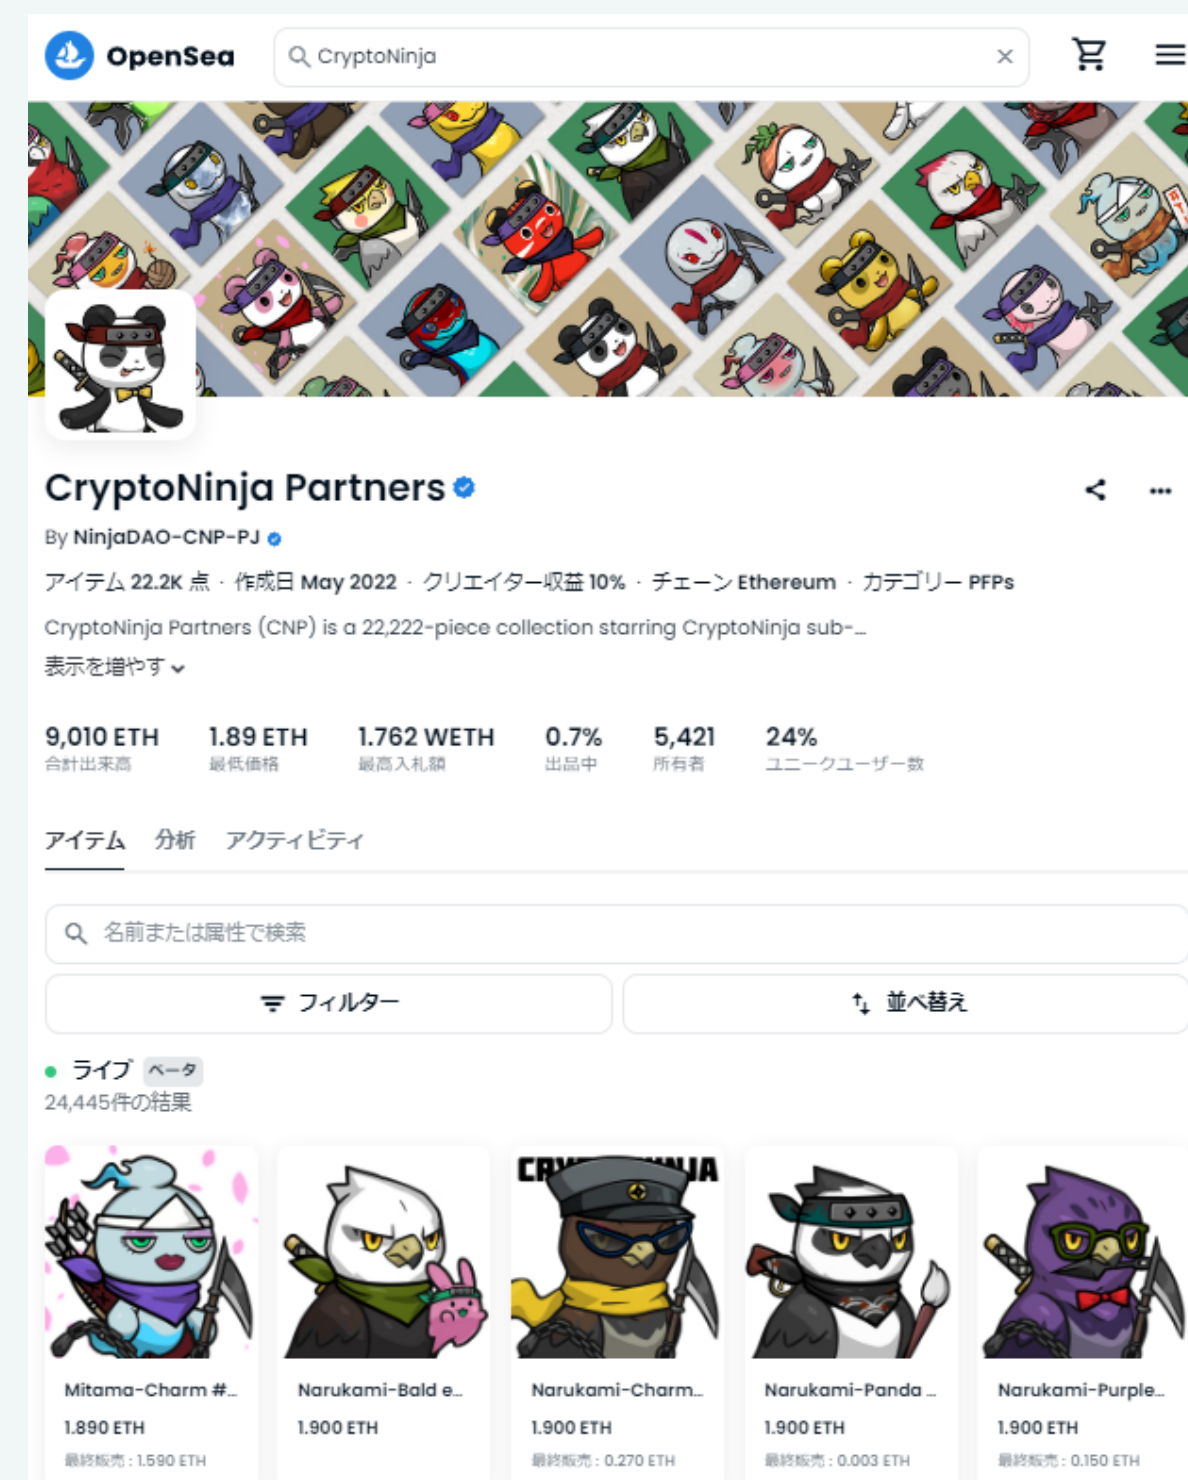 OpenSea
CryptoNinja
CryptoNinja Partners
By NinjaDAO-CNP-PJ
アイテム 22.2K 点 · 作成日 May 2022 · クリエイター収益 10% · チェーン Ethereum · カテゴリー PFPs
CryptoNinja Partners (CNP) is a 22,222-piece collection starring CryptoNinja sub-…
表示を増やす
9,010 ETH 1.89 ETH 1.762 WETH 0.7% 5,421 24%
合計出来高 最低価格 最高入札額 出品中 所有者 ユニークユーザー数
アイテム 分析 アクティビティ
名前または属性で検索
フィルター 並べ替え
ライブ ベータ
24,445件の結果
Mitama-Charm #… Narukami-Bald e… Narukami-Charm… Narukami-Panda … Narukami-Purple…
1.890 ETH 1.900 ETH 1.900 ETH 1.900 ETH 1.900 ETH
最終販売 : 1.590 ETH 最終販売 : 0.270 ETH 最終販売 : 0.003 ETH 最終販売 : 0.150 ETH